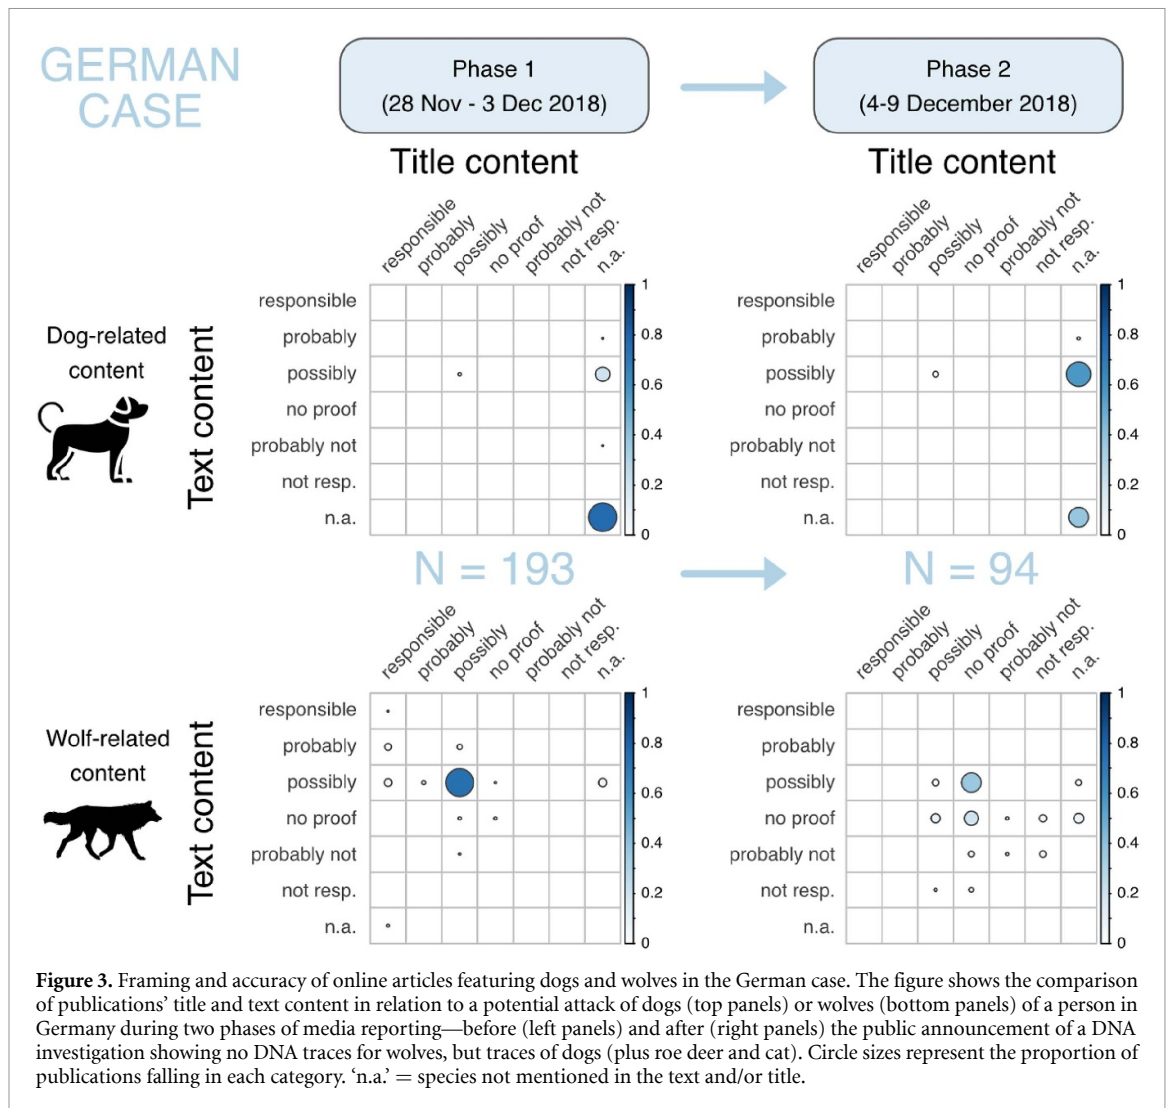 GERMAN
CASE
Phase 1
(28 Nov - 3 Dec 2018)
Phase 2
(4-9 December 2018)
Title content
Title content
responsible
probably
possibly
no proof
probably not
not resp.
n.a.
responsible
probably
possibly
no proof
probably not
not resp.
n.a.
Dog-related
content
Text content
responsible
probably
possibly
no proof
probably not
not resp.
n.a.
1
0.8
0.6
0.4
0.2
0
responsible
probably
possibly
no proof
probably not
not resp.
n.a.
1
0.8
0.6
0.4
0.2
0
N = 193
N = 94
responsible
probably
possibly
no proof
probably not
not resp.
n.a.
responsible
probably
possibly
no proof
probably not
not resp.
n.a.
Wolf-related
content
Text content
responsible
probably
possibly
no proof
probably not
not resp.
n.a.
1
0.8
0.6
0.4
0.2
0
responsible
probably
possibly
no proof
probably not
not resp.
n.a.
1
0.8
0.6
0.4
0.2
0
Figure 3. Framing and accuracy of online articles featuring dogs and wolves in the German case. The figure shows the comparison
of publications’ title and text content in relation to a potential attack of dogs (top panels) or wolves (bottom panels) of a person in
Germany during two phases of media reporting—before (left panels) and after (right panels) the public announcement of a DNA
investigation showing no DNA traces for wolves, but traces of dogs (plus roe deer and cat). Circle sizes represent the proportion of
publications falling in each category. ‘n.a.’ = species not mentioned in the text and/or title.